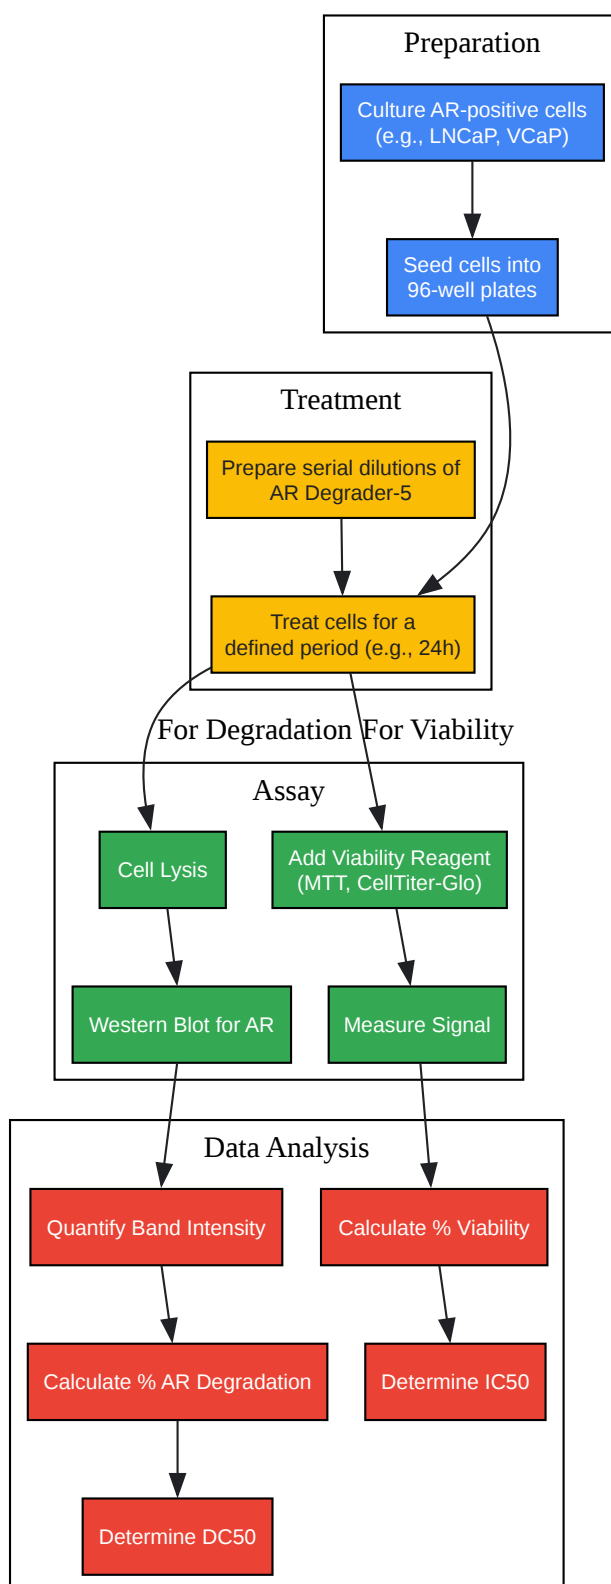 Preparation
Culture AR-positive cells
(e.g., LNCaP, VCaP)
Seed cells into
96-well plates
Treatment
Prepare serial dilutions of
AR Degrader-5
Treat cells for a
defined period (e.g., 24h)
For Degradation
For Viability
Assay
Cell Lysis
Add Viability Reagent
(MTT, CellTiter-Glo)
Western Blot for AR
Measure Signal
Data Analysis
Quantify Band Intensity
Calculate % Viability
Calculate % AR Degradation
Determine IC50
Determine DC50